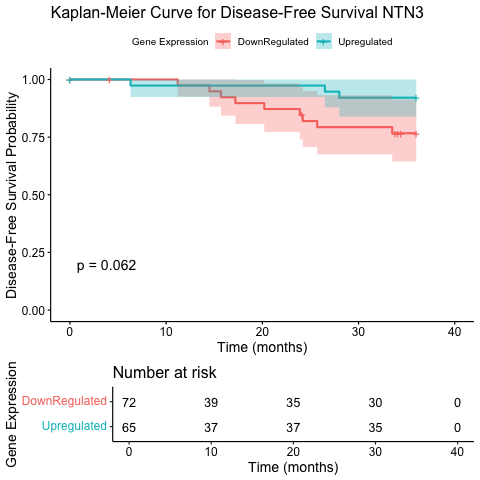 Kaplan-Meier Curve for Disease-Free Survival NTN3
Gene Expression DownRegulated Upregulated
Disease-Free Survival Probability
1.00
0.75
0.50
0.25
0.00
p = 0.062
0 10 20 30 40
Time (months)
Number at risk
Gene Expression
DownRegulated 72 39 35 30 0
Upregulated 65 37 37 35 0
0 10 20 30 40
Time (months)